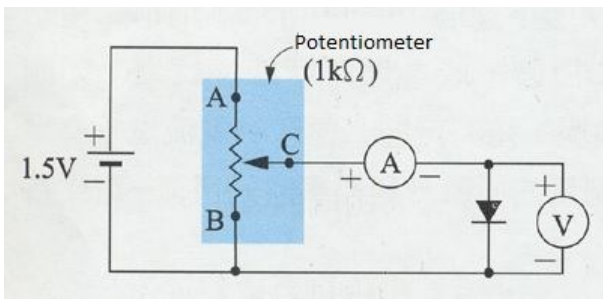 Potentiometer
(1kΩ)
A
C
+
1.5V
−
+
A
−
+
B
V
−